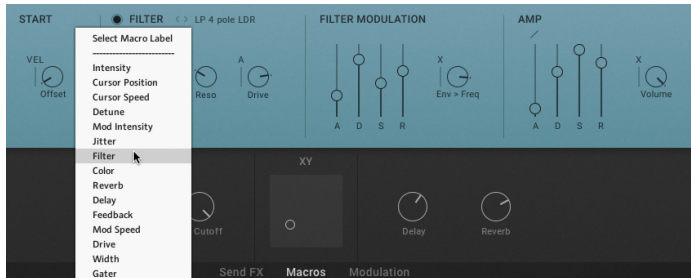 START
FILTER <> LP 4 pole LDR
FILTER MODULATION
AMP
Select Macro Label
--------------------------
Intensity
Cursor Position
Cursor Speed
Detune
Mod Intensity
Jitter
Filter
Color
Reverb
Delay
Feedback
Mod Speed
Drive
Width
Gater
VEL
Offset
Reso
A
Drive
A D S R
X
Env > Freq
A D S R
X
Volume
Cutoff
XY
Delay
Reverb
Send FX Macros Modulation